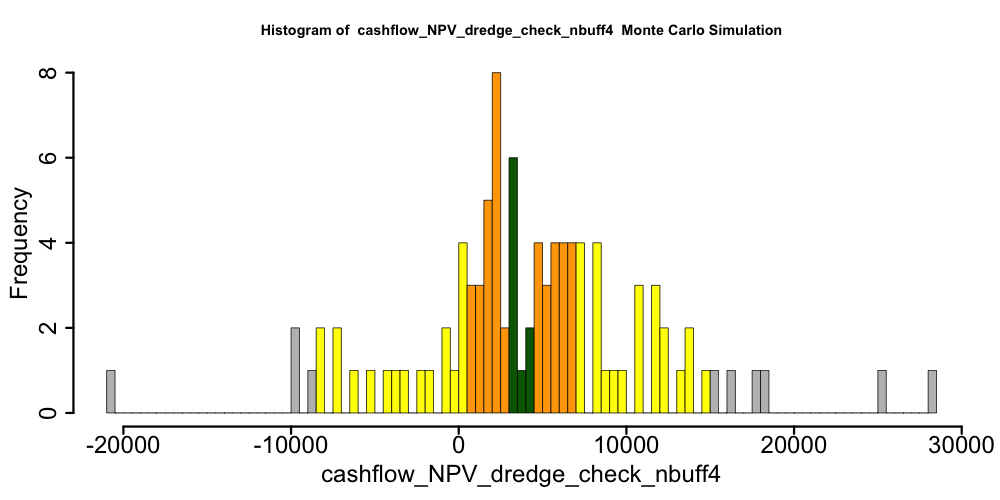 Histogram of  cashflow_NPV_dredge_check_nbuff4  Monte Carlo Simulation
8
6
4
2
0
Frequency
-20000 -10000 0 10000 20000 30000
cashflow_NPV_dredge_check_nbuff4